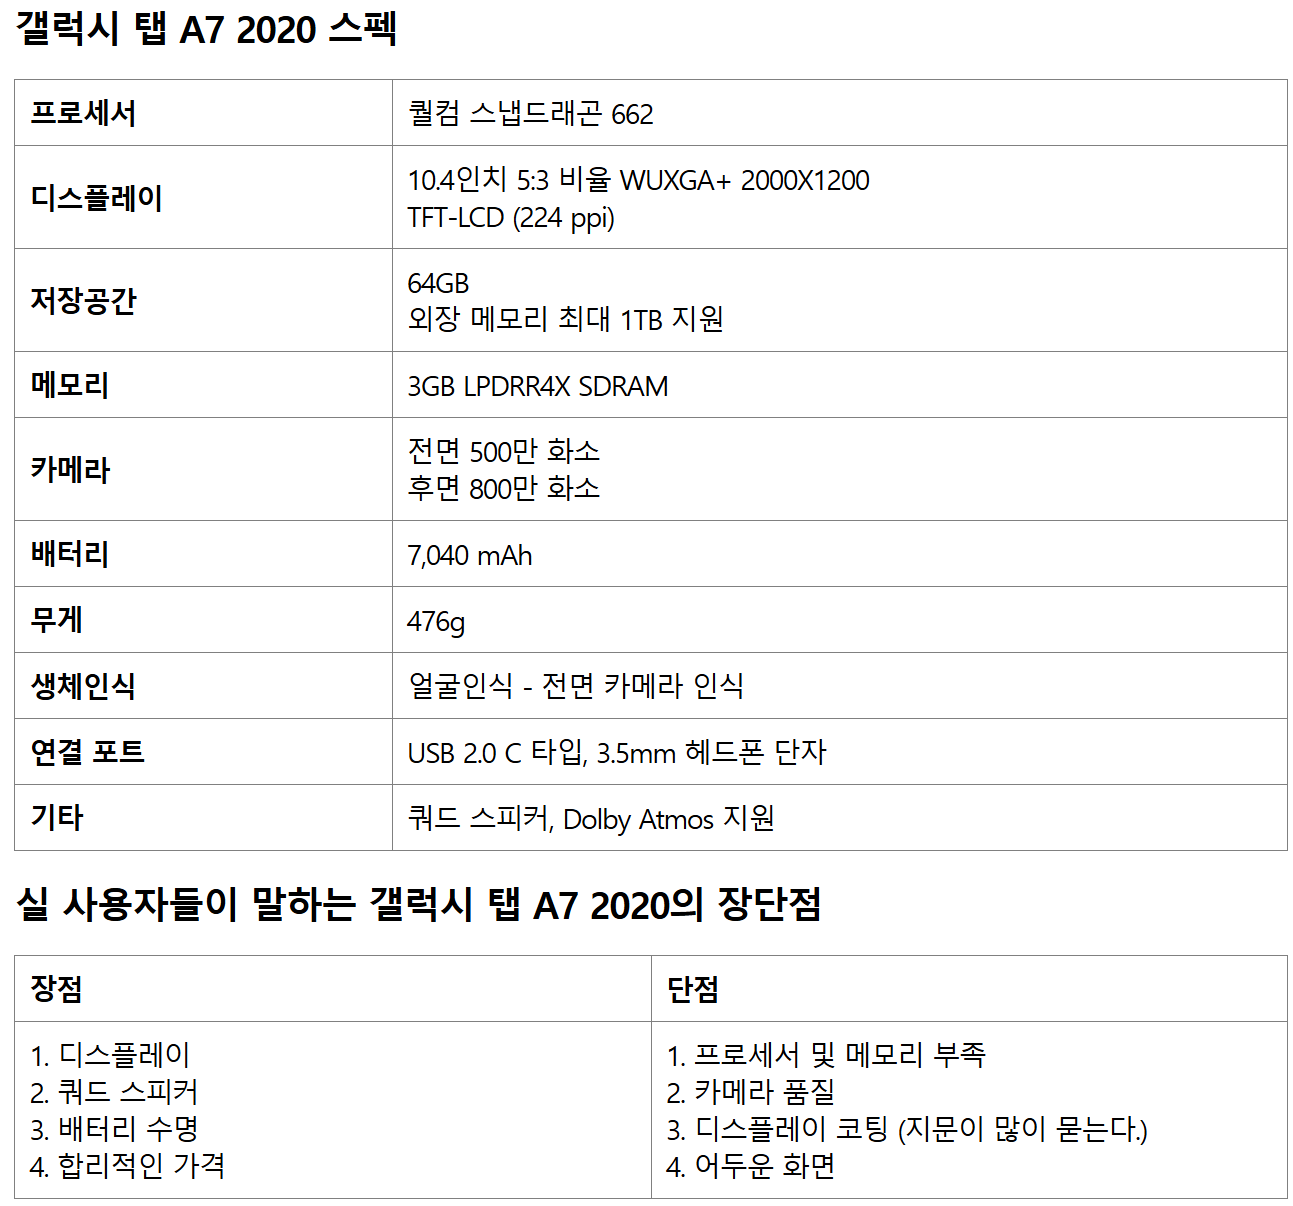 갤럭시 탭 A7 2020 스펙
프로세서
퀄컴 스냅드래곤 662
디스플레이
10.4인치 5:3 비율 WUXGA+ 2000X1200
TFT-LCD (224 ppi)
저장공간
64GB
외장 메모리 최대 1TB 지원
메모리
3GB LPDRR4X SDRAM
카메라
전면 500만 화소
후면 800만 화소
배터리
7,040 mAh
무게
476g
생체인식
얼굴인식 - 전면 카메라 인식
연결 포트
USB 2.0 C 타입, 3.5mm 헤드폰 단자
기타
쿼드 스피커, Dolby Atmos 지원
실 사용자들이 말하는 갤럭시 탭 A7 2020의 장단점
장점
단점
1. 디스플레이
2. 쿼드 스피커
3. 배터리 수명
4. 합리적인 가격
1. 프로세서 및 메모리 부족
2. 카메라 품질
3. 디스플레이 코팅 (지문이 많이 묻는다.)
4. 어두운 화면